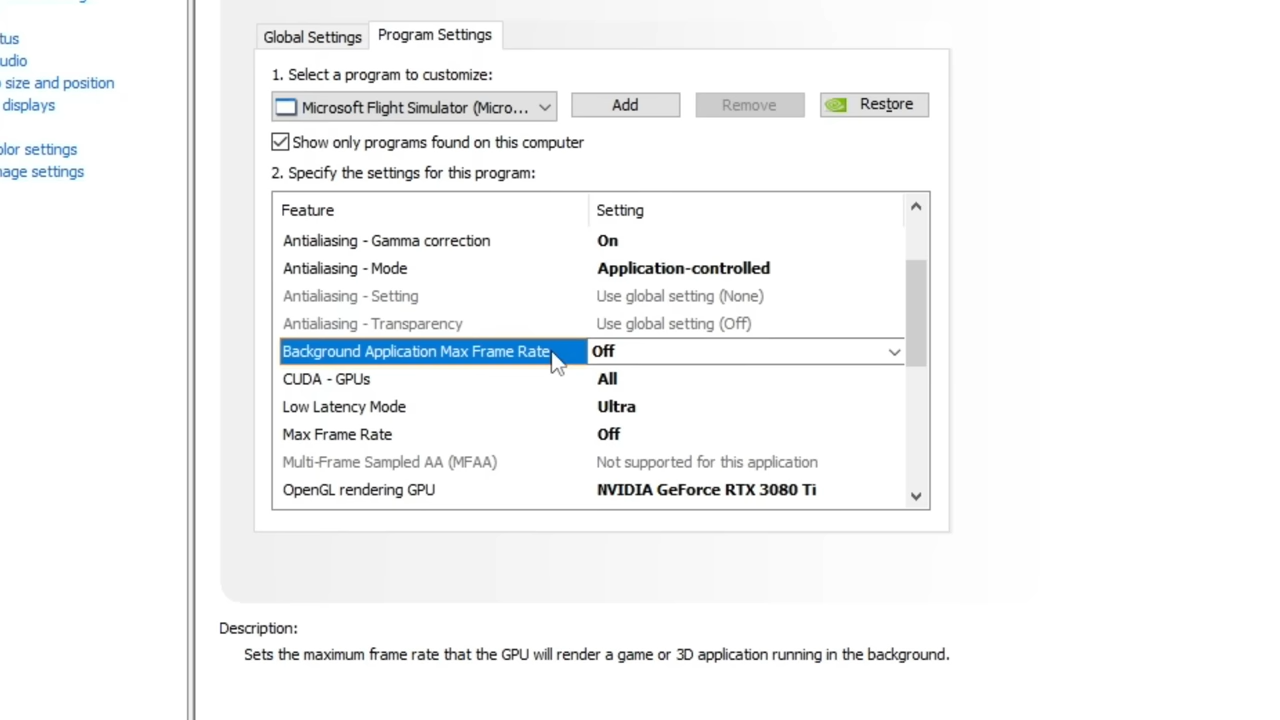 tus
udio
size and position
displays
olor settings
nage settings
Global Settings
Program Settings
1. Select a program to customize:
Microsoft Flight Simulator (Micro...
Add
Remove
Restore
Show only programs found on this computer
2. Specify the settings for this program:
Feature Setting
Antialiasing - Gamma correction On
Antialiasing - Mode Application-controlled
Antialiasing - Setting Use global setting (None)
Antialiasing - Transparency Use global setting (Off)
Background Application Max Frame Rate Off
CUDA - GPUs All
Low Latency Mode Ultra
Max Frame Rate Off
Multi-Frame Sampled AA (MFAA) Not supported for this application
OpenGL rendering GPU NVIDIA GeForce RTX 3080 Ti
Description:
Sets the maximum frame rate that the GPU will render a game or 3D application running in the background.